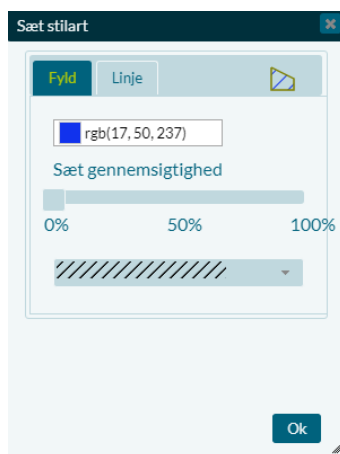 Sæt stilart
Fyld
Linje
rgb(17, 50, 237)
Sæt gennemsigtighed
0% 50% 100%
Ok